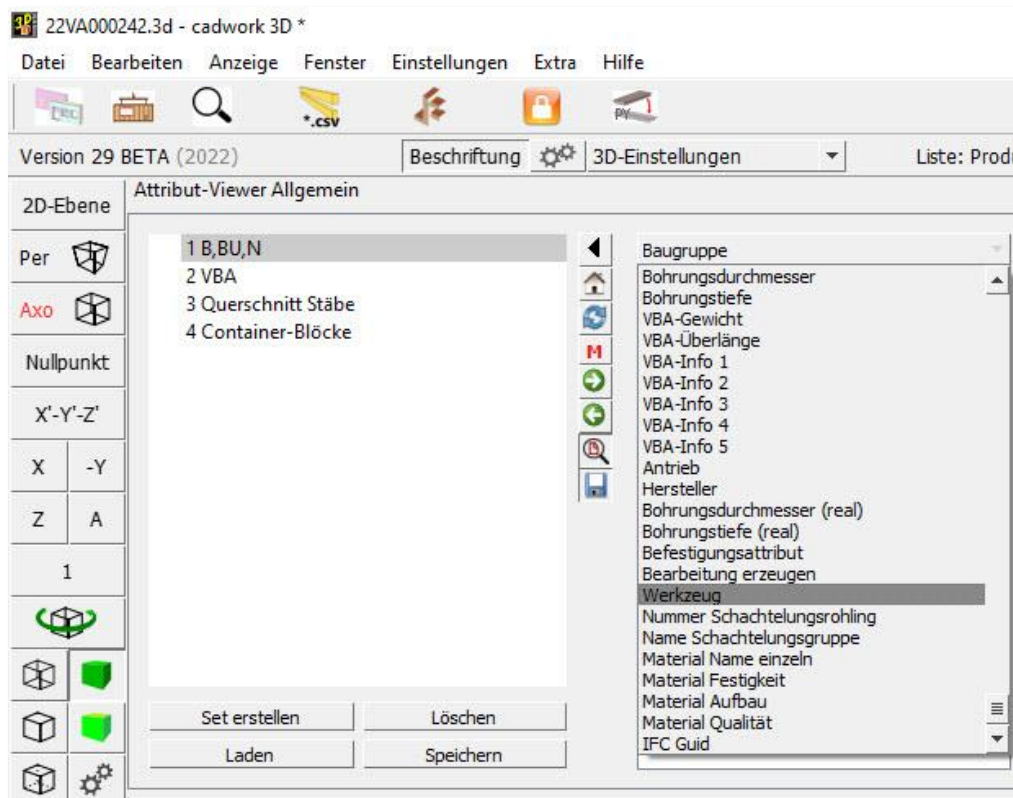 22VA000242.3d - cadwork 3D *
Datei Bearbeiten Anzeige Fenster Einstellungen Extra Hilfe
*.csv
PY
Version 29 BETA (2022) Beschriftung 3D-Einstellungen Liste: Produ
2D-Ebene
Attribut-Viewer Allgemein
Per
Axo
Nullpunkt
X'-Y'-Z'
X -Y
Z A
1
1 B,BU,N
2 VBA
3 Querschnitt Stäbe
4 Container-Blöcke
M
Set erstellen Löschen
Laden Speichern
Baugruppe
Bohrungsdurchmesser
Bohrungstiefe
VBA-Gewicht
VBA-Überlänge
VBA-Info 1
VBA-Info 2
VBA-Info 3
VBA-Info 4
VBA-Info 5
Antrieb
Hersteller
Bohrungsdurchmesser (real)
Bohrungstiefe (real)
Befestigungsattribut
Bearbeitung erzeugen
Werkzeug
Nummer Schachtelungsrohling
Name Schachtelungsgruppe
Material Name einzeln
Material Festigkeit
Material Aufbau
Material Qualität
IFC Guid